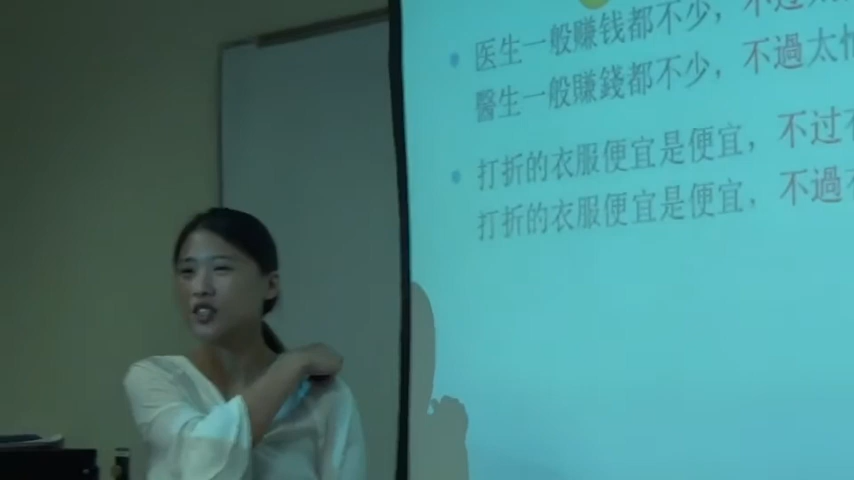 医生一般赚钱都不少，不过太
醫生一般賺錢都不少，不過太忙
打折的衣服便宜是便宜，不过
打折的衣服便宜是便宜，不過